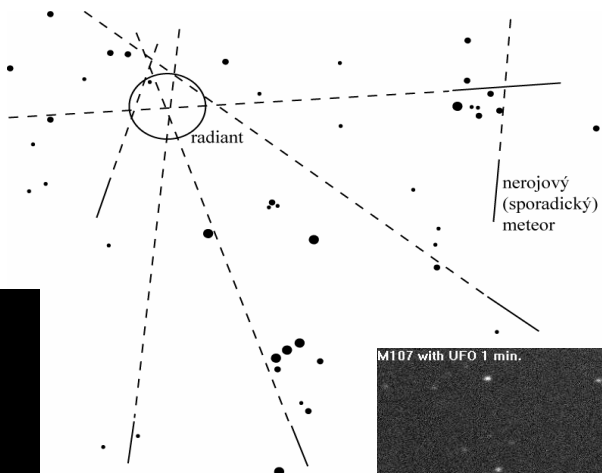 radiant
nerojový
(sporadický)
meteor
M107 with UFO 1 min.